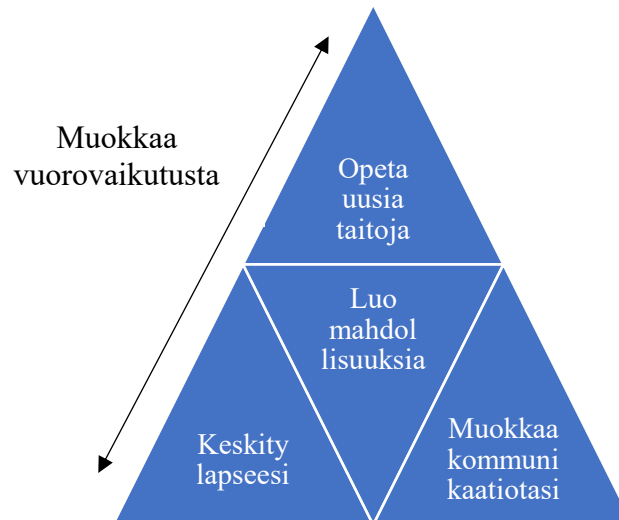 Muokkaa
vuorovaikutusta
Opeta
uusia
taitoja
Luo
mahdol
lisuuksia
Keskity
lapseesi
Muokkaa
kommuni
kaatiotasi